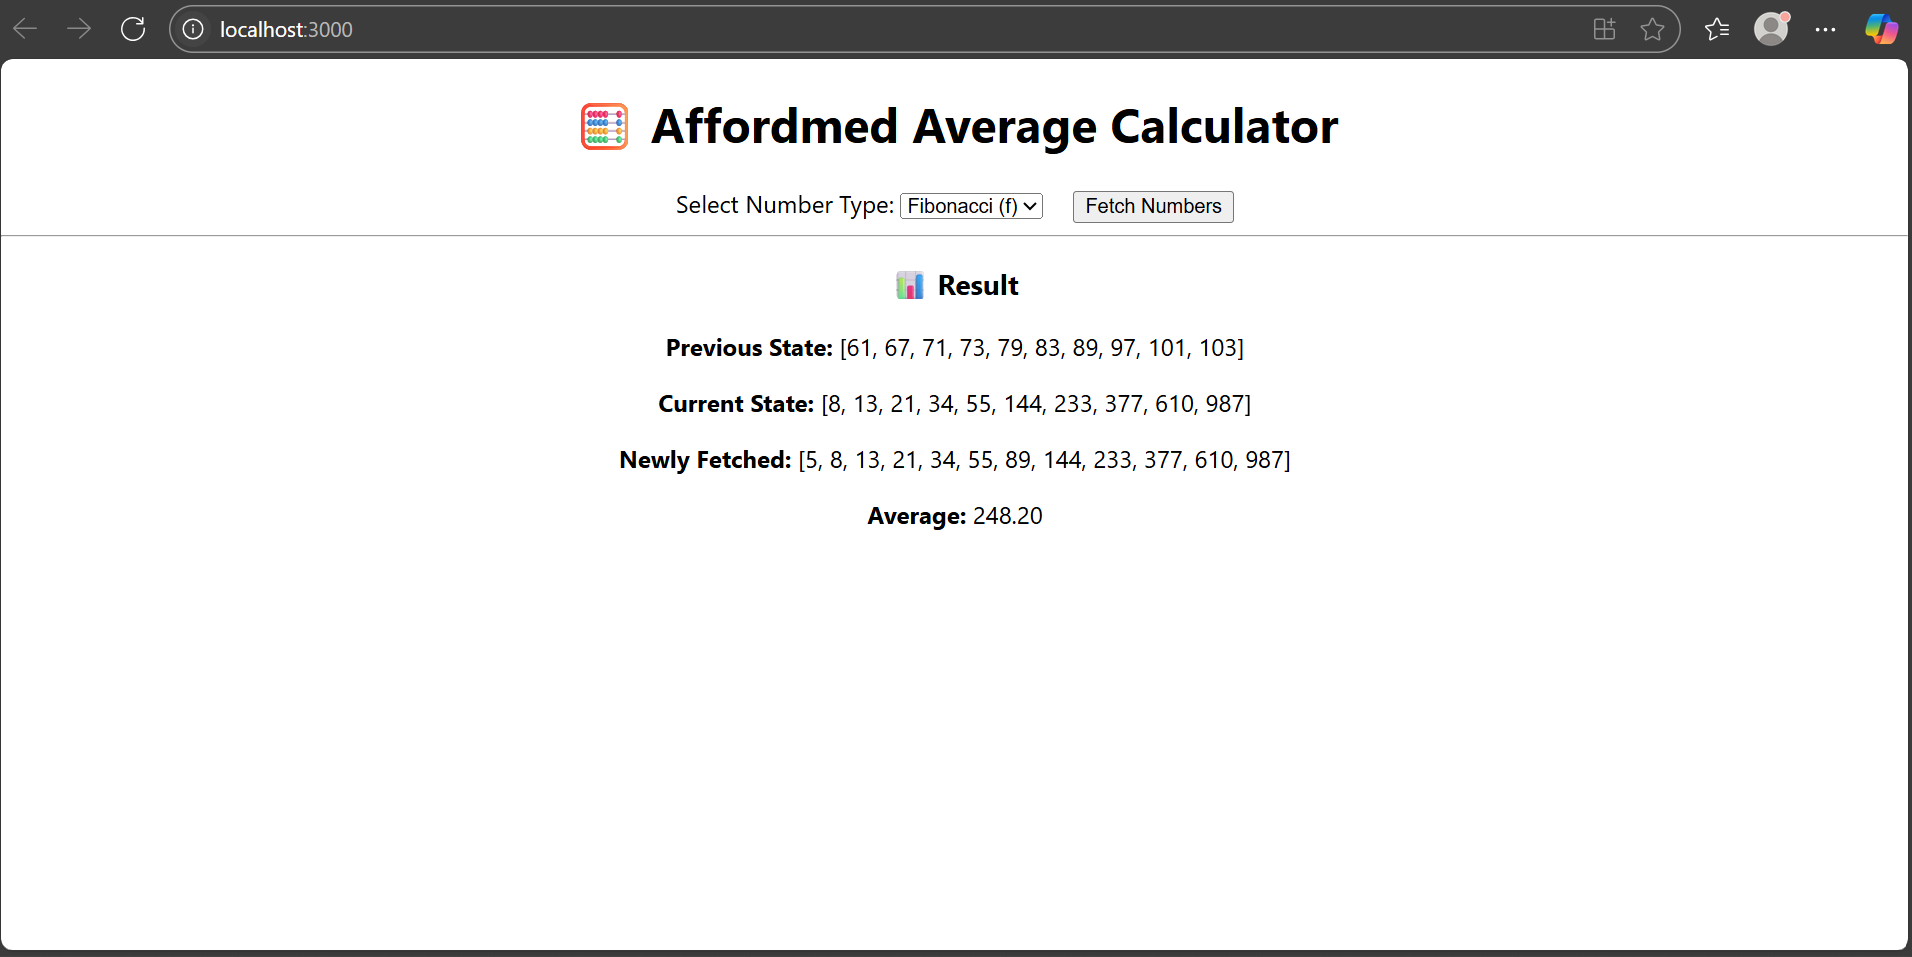 localhost:3000
Affordmed Average Calculator
Select Number Type: Fibonacci (f) Fetch Numbers
Result
Previous State: [61, 67, 71, 73, 79, 83, 89, 97, 101, 103]
Current State: [8, 13, 21, 34, 55, 144, 233, 377, 610, 987]
Newly Fetched: [5, 8, 13, 21, 34, 55, 89, 144, 233, 377, 610, 987]
Average: 248.20